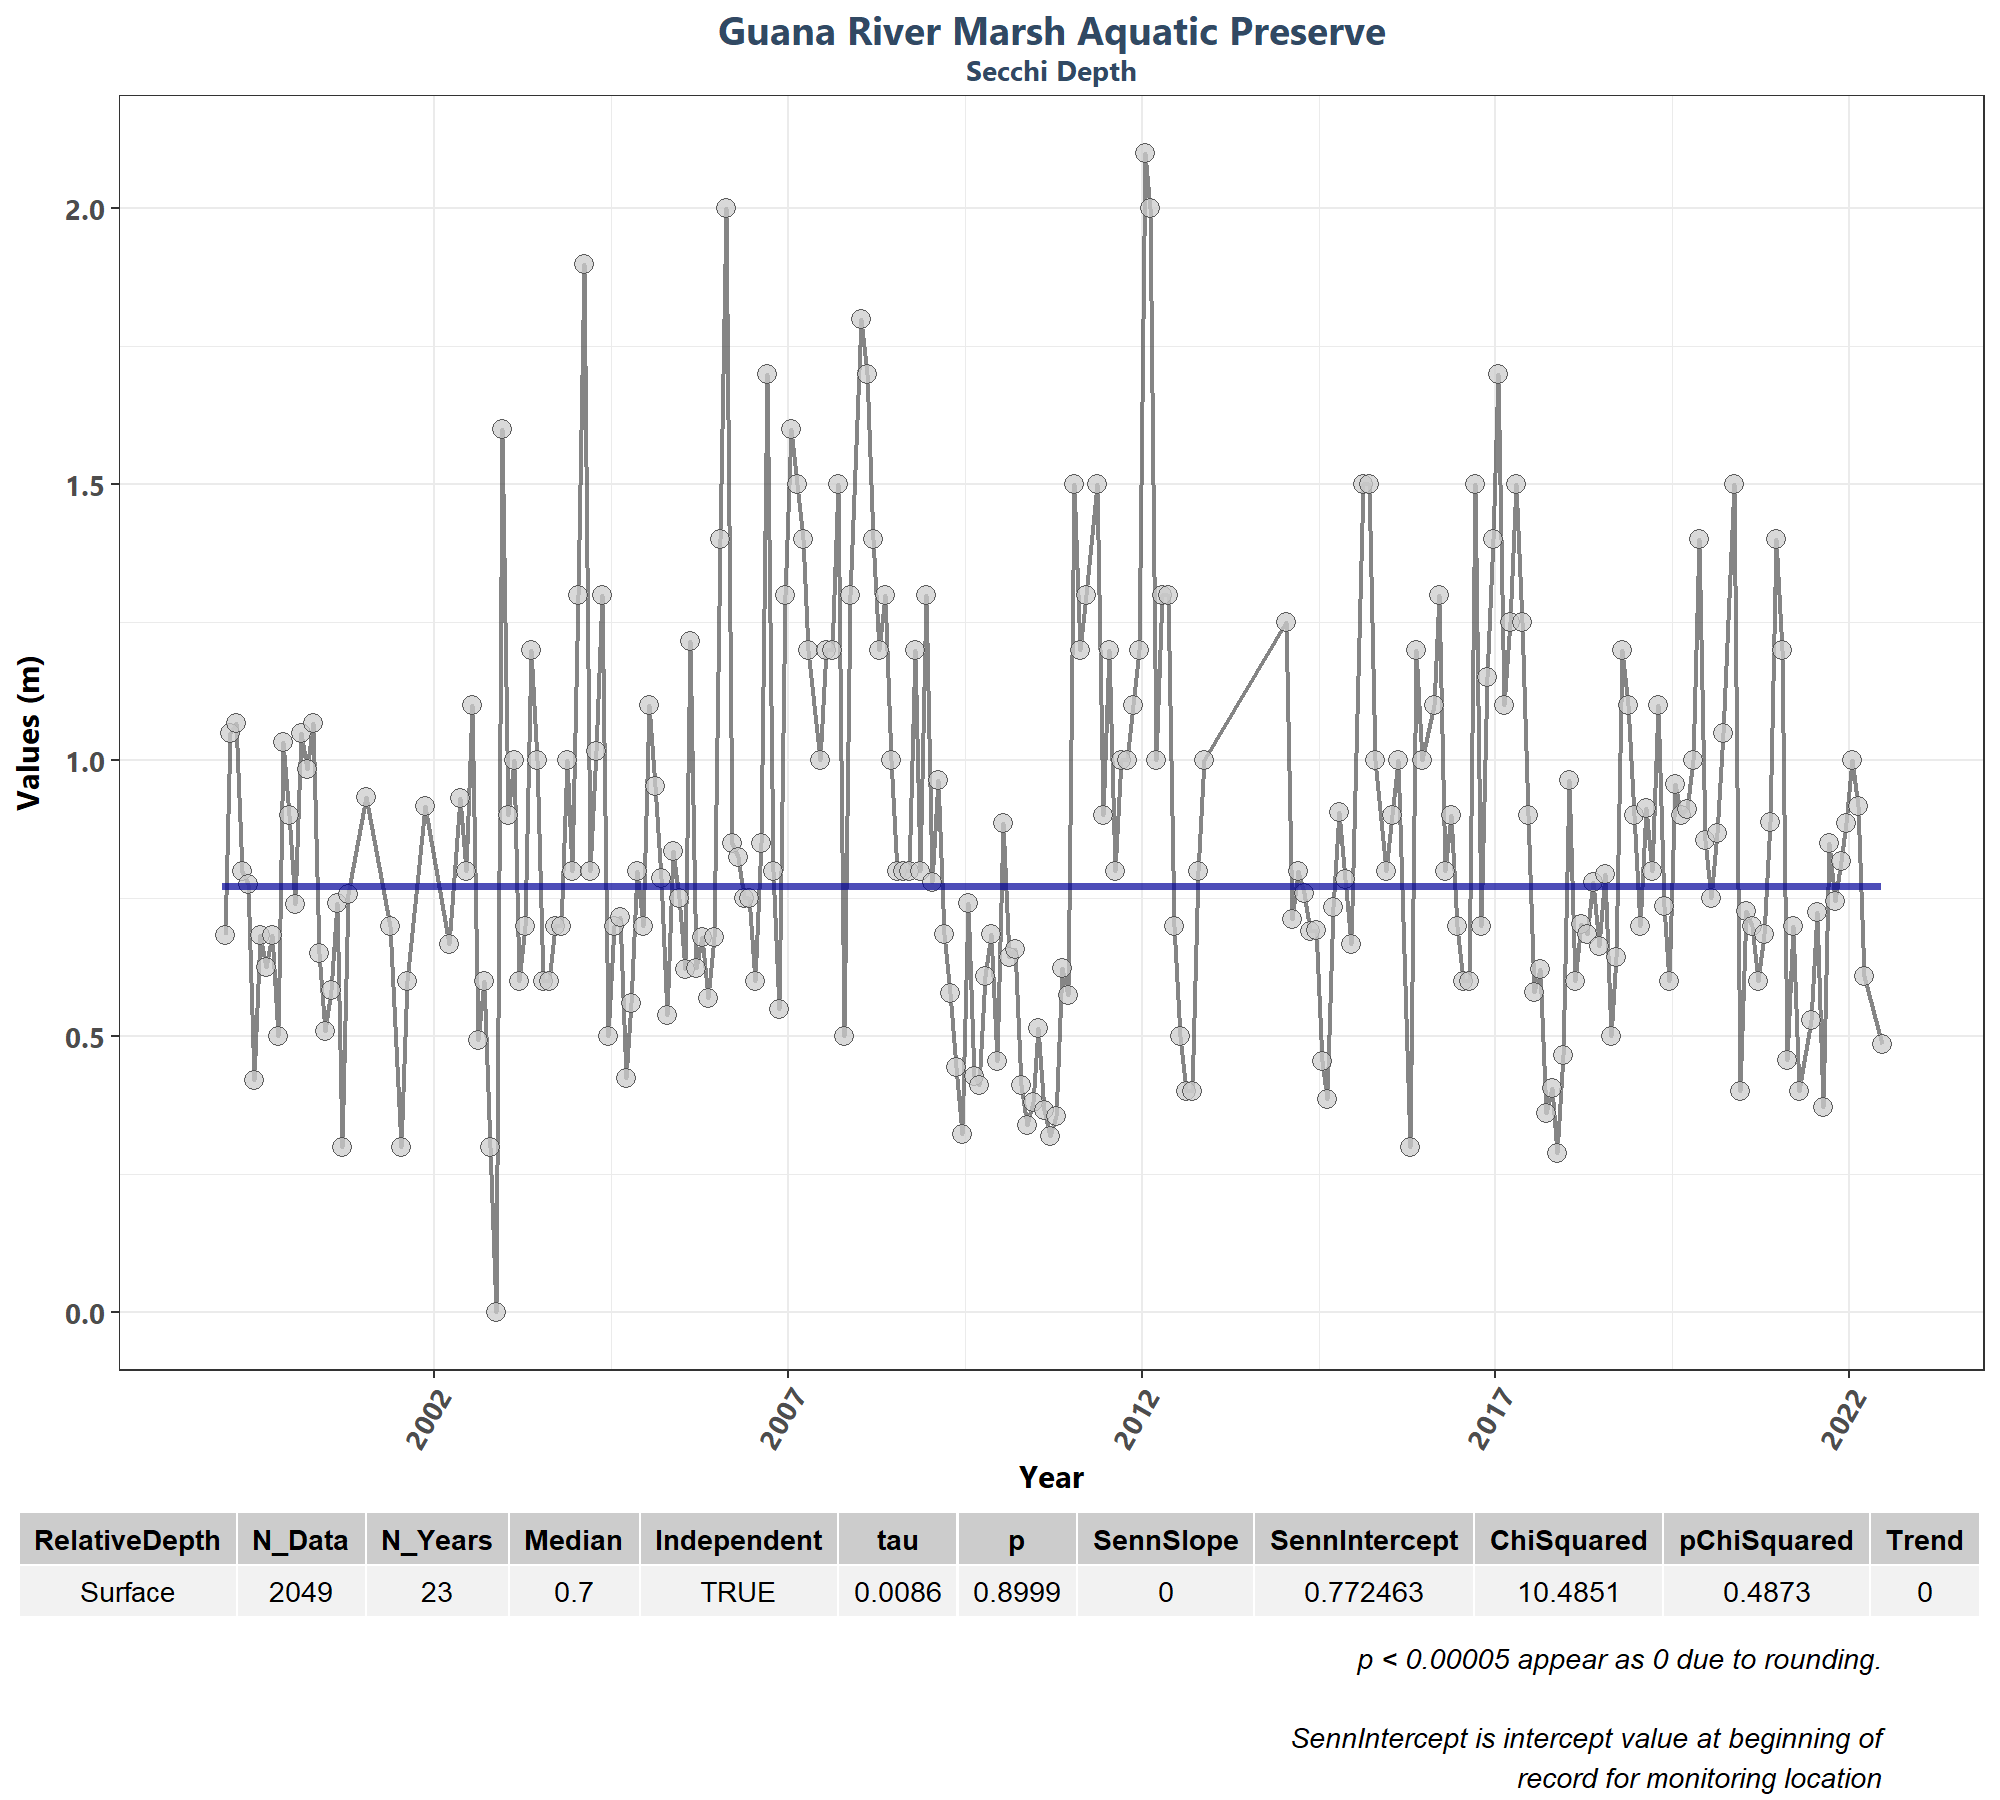 Guana River Marsh Aquatic Preserve
Secchi Depth
Values (m)
2.0
1.5
1.0
0.5
0.0
2002
2007
2012
2017
2022
Year
RelativeDepth N_Data N_Years Median Independent tau p SennSlope SennIntercept ChiSquared pChiSquared Trend
Surface 2049 23 0.7 TRUE 0.0086 0.8999 0 0.772463 10.4851 0.4873 0
p < 0.00005 appear as 0 due to rounding.
SennIntercept is intercept value at beginning of
record for monitoring location